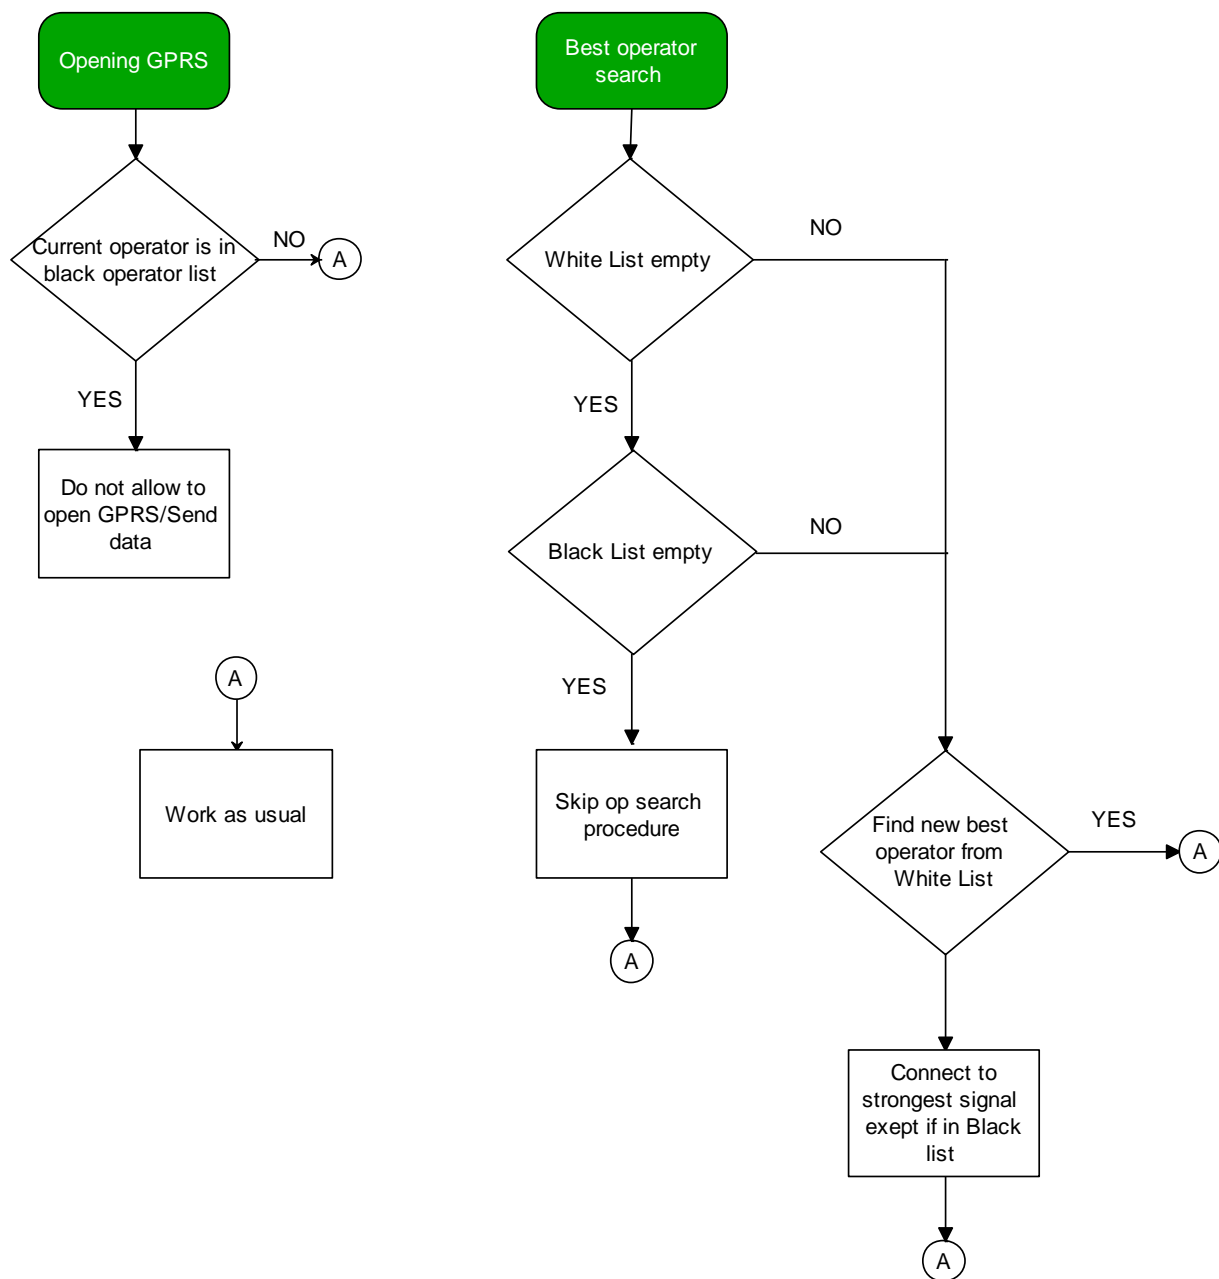 Opening GPRS
Current operator is in
black operator list
NO
A
YES
Do not allow to
open GPRS/Send
data
A
Work as usual
Best operator
search
White List empty
NO
YES
Black List empty
NO
YES
Skip op search
procedure
A
Find new best
operator from
White List
YES
A
Connect to
strongest signal
exept if in Black
list
A